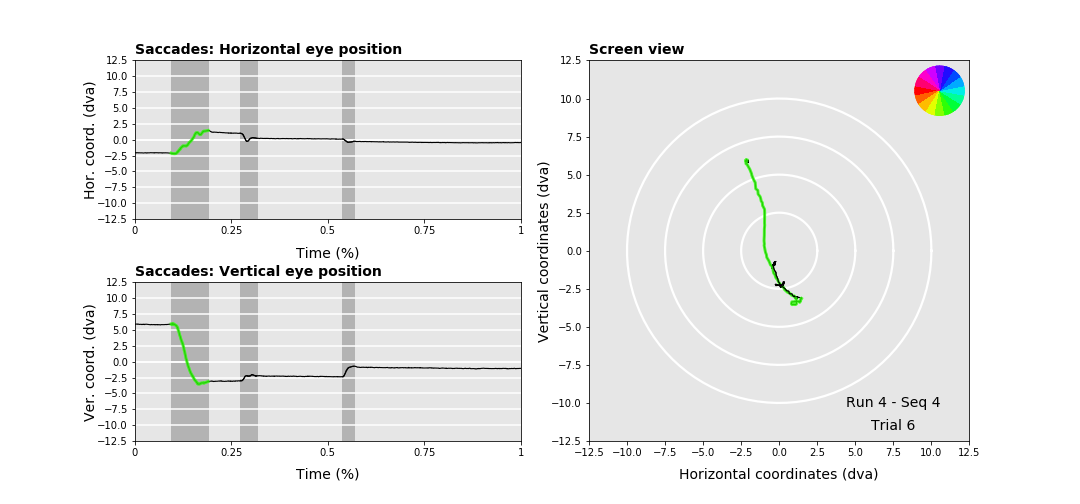 Saccades: Horizontal eye position
12.5
10.0
7.5
5.0
2.5
0.0
−2.5
−5.0
−7.5
−10.0
−12.5
Hor. coord. (dva)
0 0.25 0.5 0.75 1
Time (%)
Saccades: Vertical eye position
12.5
10.0
7.5
5.0
2.5
0.0
−2.5
−5.0
−7.5
−10.0
−12.5
Ver. coord. (dva)
0 0.25 0.5 0.75 1
Time (%)
Screen view
12.5
10.0
7.5
5.0
2.5
0.0
−2.5
−5.0
−7.5
−10.0
−12.5
Vertical coordinates (dva)
Run 4 - Seq 4
Trial 6
−12.5 −10.0 −7.5 −5.0 −2.5 0.0 2.5 5.0 7.5 10.0 12.5
Horizontal coordinates (dva)